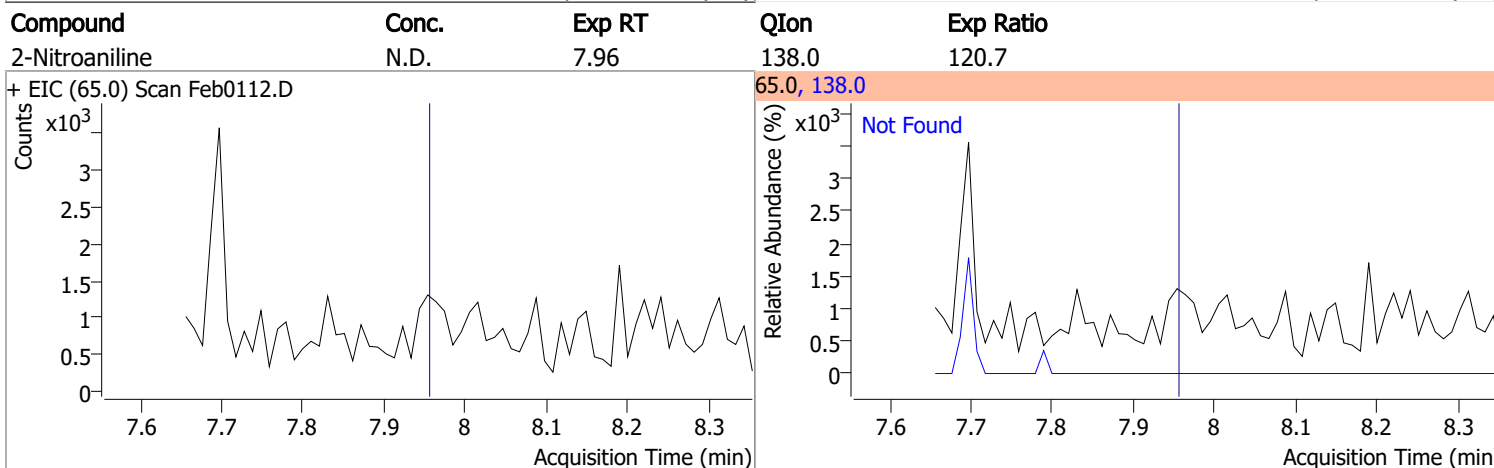 Compound Conc. Exp RT QIon Exp Ratio
2-Nitroaniline N.D. 7.96 138.0 120.7
+ EIC (65.0) Scan Feb0112.D
Counts
x10³
3
2.5
2
1.5
1
0.5
0
7.6 7.7 7.8 7.9 8 8.1 8.2 8.3
Acquisition Time (min)
65.0, 138.0
Relative Abundance (%)
x10³
Not Found
3
2.5
2
1.5
1
0.5
0
7.6 7.7 7.8 7.9 8 8.1 8.2 8.3
Acquisition Time (min)